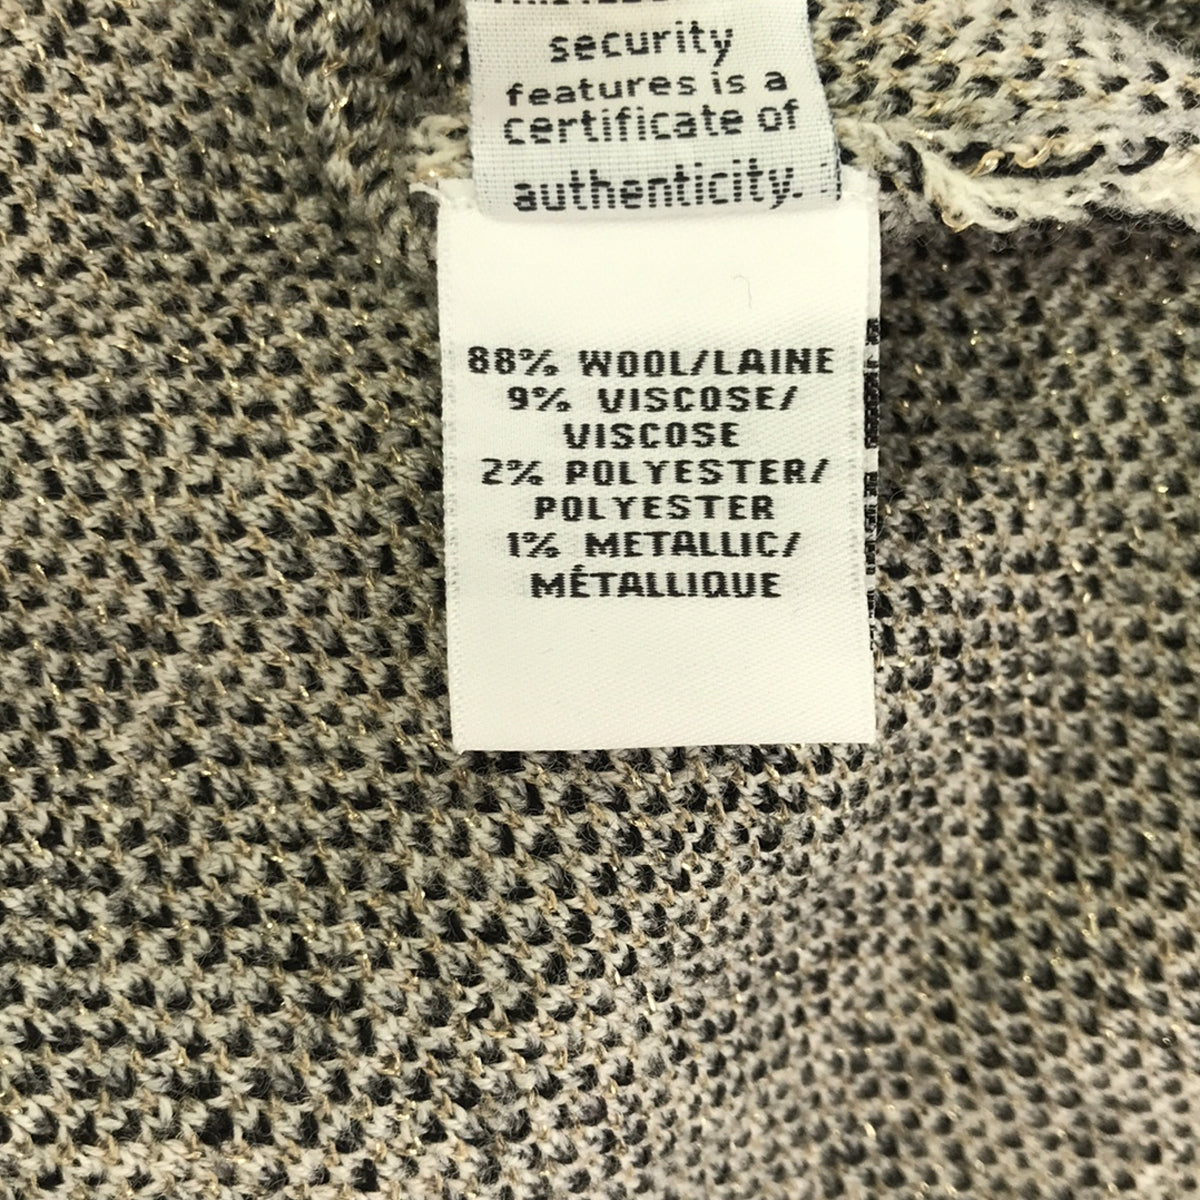 security
features is a
certificate of
authenticity.
88% WOOL/LAINE
9% VISCOSE/
VISCOSE
2% POLYESTER/
POLYESTER
1% METALLIC/
MÉTALLIQUE